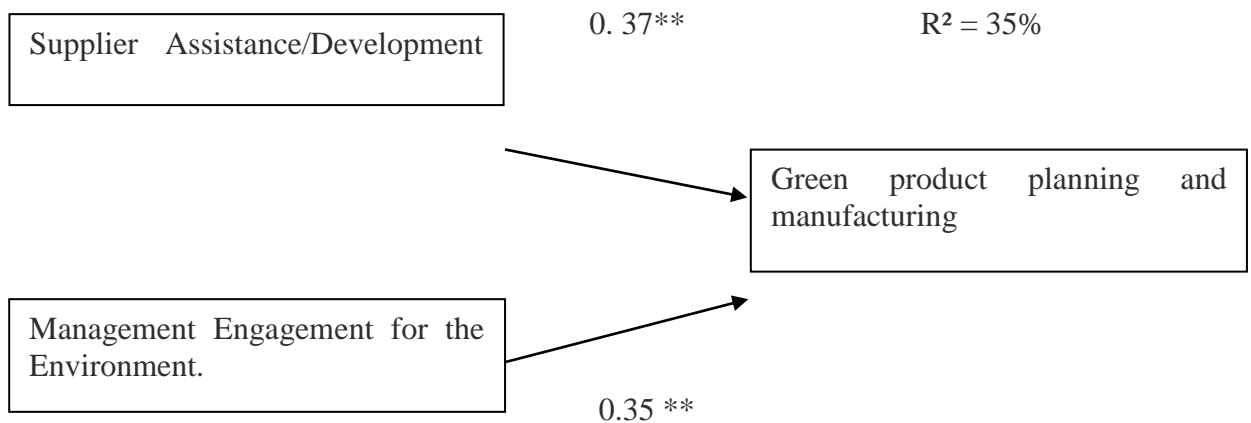 0. 37**
R² = 35%
Supplier Assistance/Development
Green product planning and
manufacturing
Management Engagement for the
Environment.
0.35 **